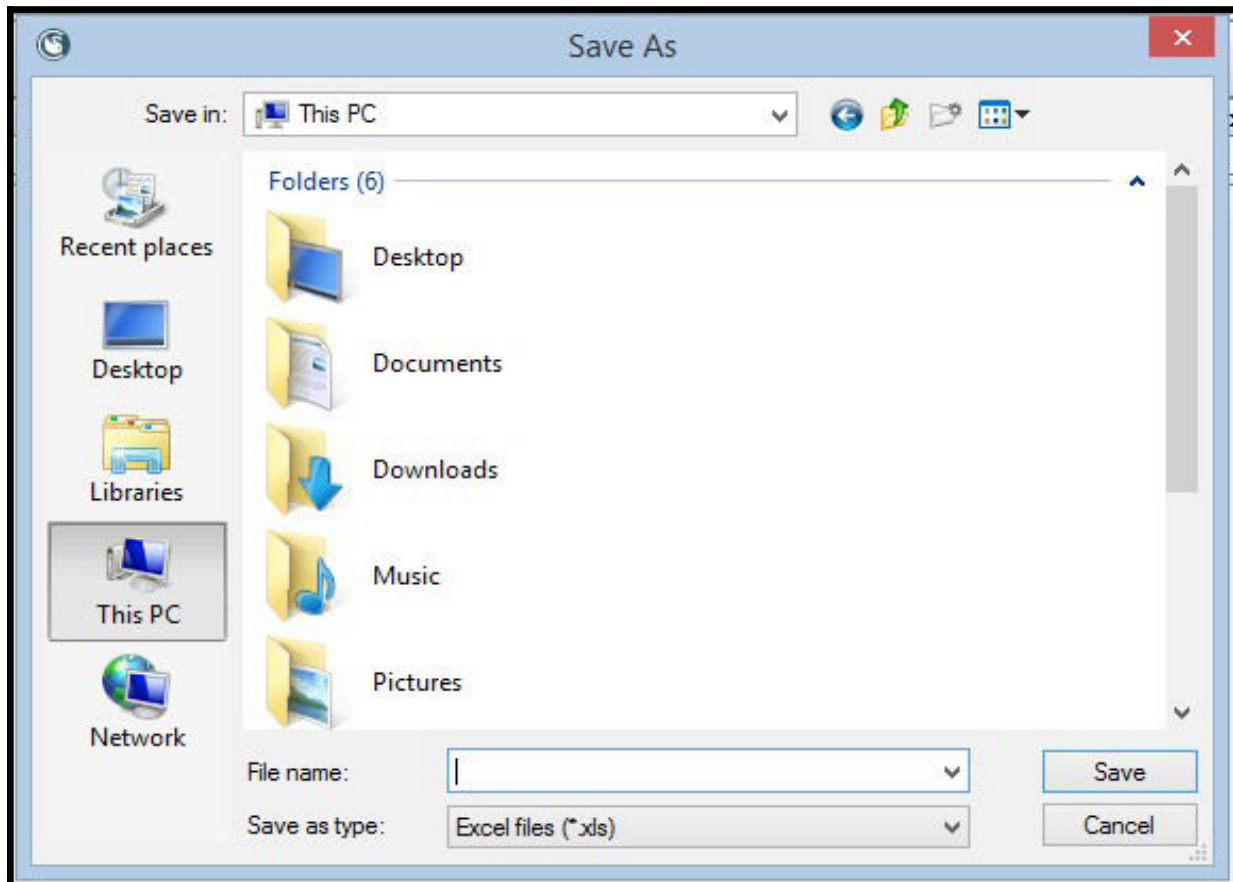 Save As
Save in: This PC
Folders (6)
Recent places
Desktop
Desktop
Documents
Libraries
Downloads
This PC
Music
Network
Pictures
File name:
Save
Save as type: Excel files (*.xls)
Cancel